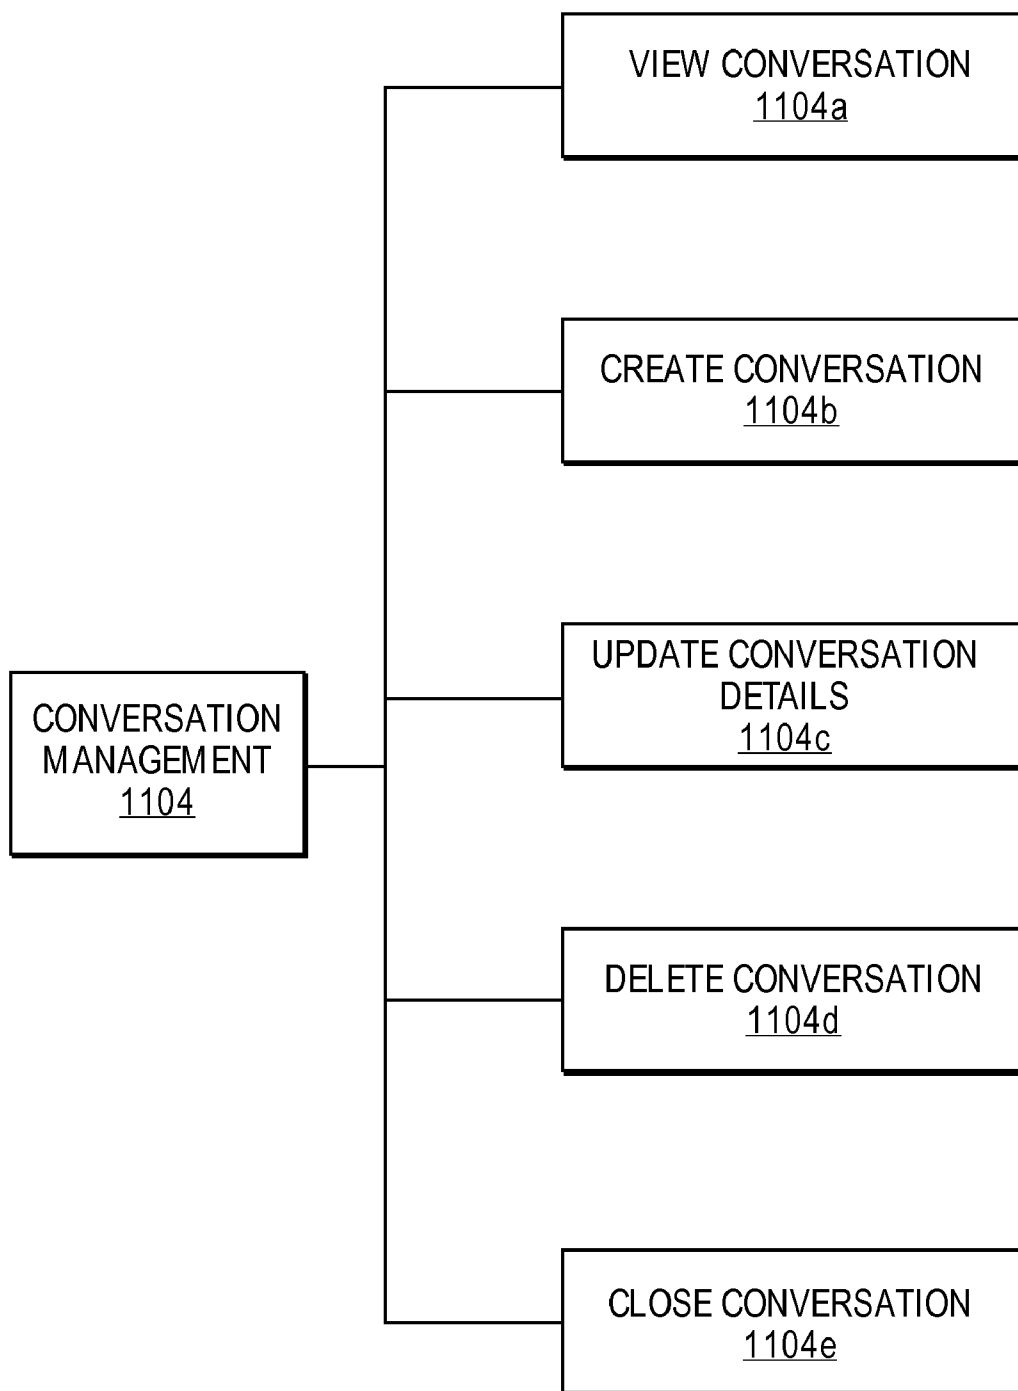 VIEW CONVERSATION
1104a
CREATE CONVERSATION
1104b
UPDATE CONVERSATION
DETAILS
1104c
CONVERSATION
MANAGEMENT
1104
DELETE CONVERSATION
1104d
CLOSE CONVERSATION
1104e